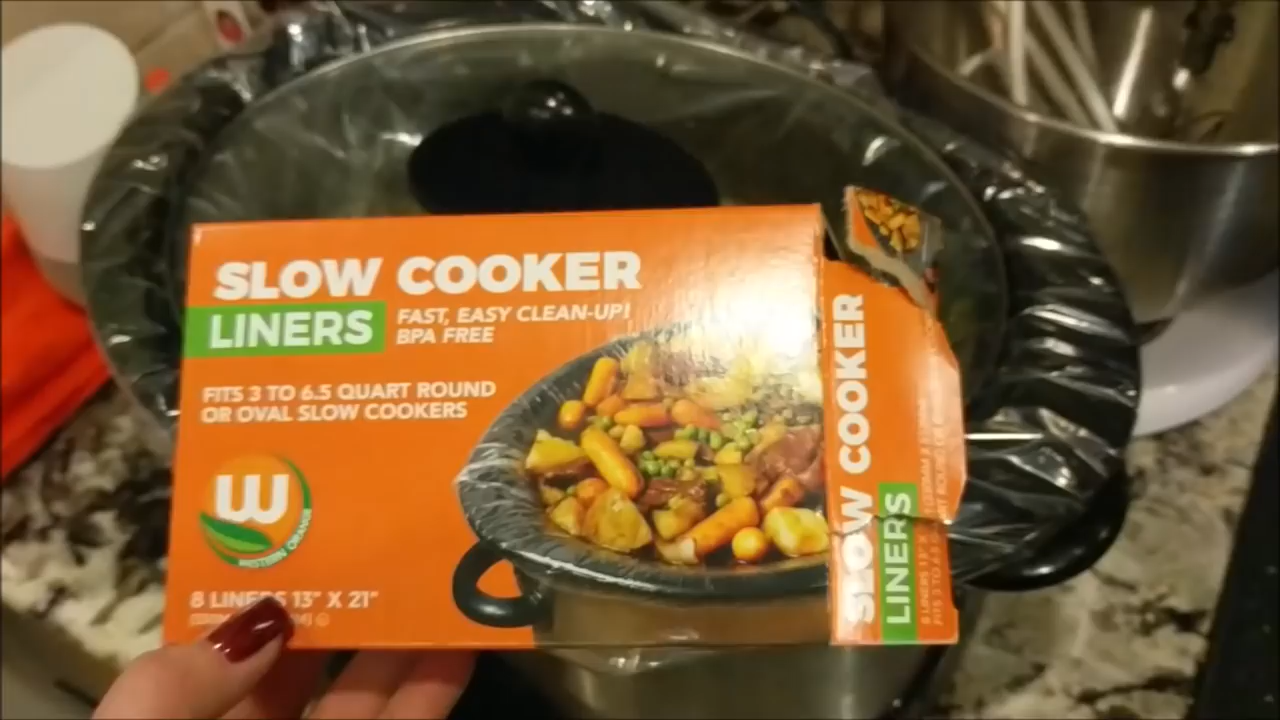 SLOW COOKER
LINERS
FAST, EASY CLEAN-UP!
BPA FREE
FITS 3 TO 6.5 QUART ROUND
OR OVAL SLOW COOKERS
W
WESTERN ORANGE
8 LINERS 13" X 21"
SLOW COOKER
LINERS